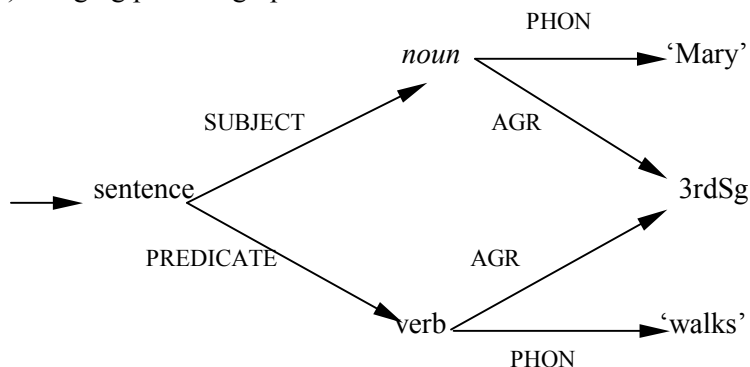 PHON
noun
‘Mary’
SUBJECT
AGR
sentence
3rdSg
PREDICATE
AGR
verb
‘walks’
PHON